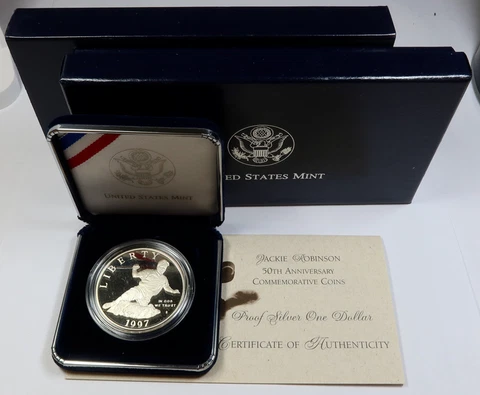 UNITED STATES MINT
UNITED STATES MINT
LIBERTY
IN GOD
WE TRUST
1997
JACKIE ROBINSON
50TH ANNIVERSARY
COMMEMORATIVE COINS
Proof Silver One Dollar
CERTIFICATE OF AUTHENTICITY